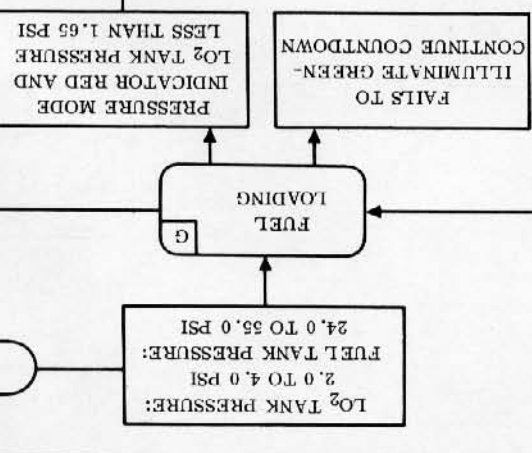 LO₂ TANK PRESSURE:
2.0 TO 4.0 PSI
FUEL TANK PRESSURE:
24.0 TO 55.0 PSI
G
FUEL
LOADING
FAILS TO
ILLUMINATE GREEN-
CONTINUE COUNTDOWN
PRESSURE MODE
INDICATOR RED AND
LO₂ TANK PRESSURE
LESS THAN 1.65 PSI